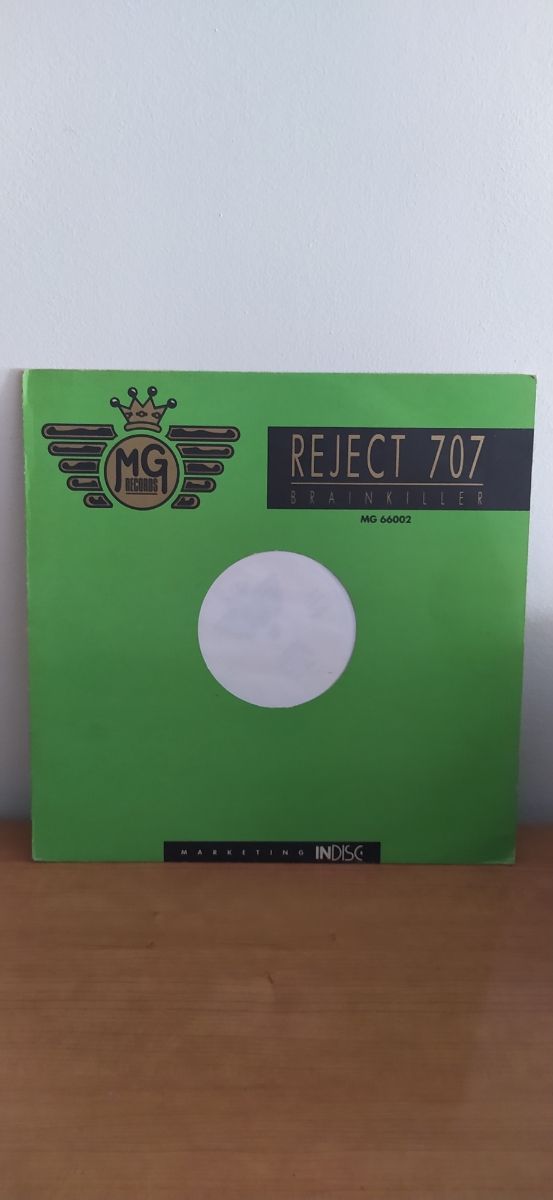 MG
RECORDS
REJECT 707
BRAINKILLER
MG 66002
MARKETING INDISC